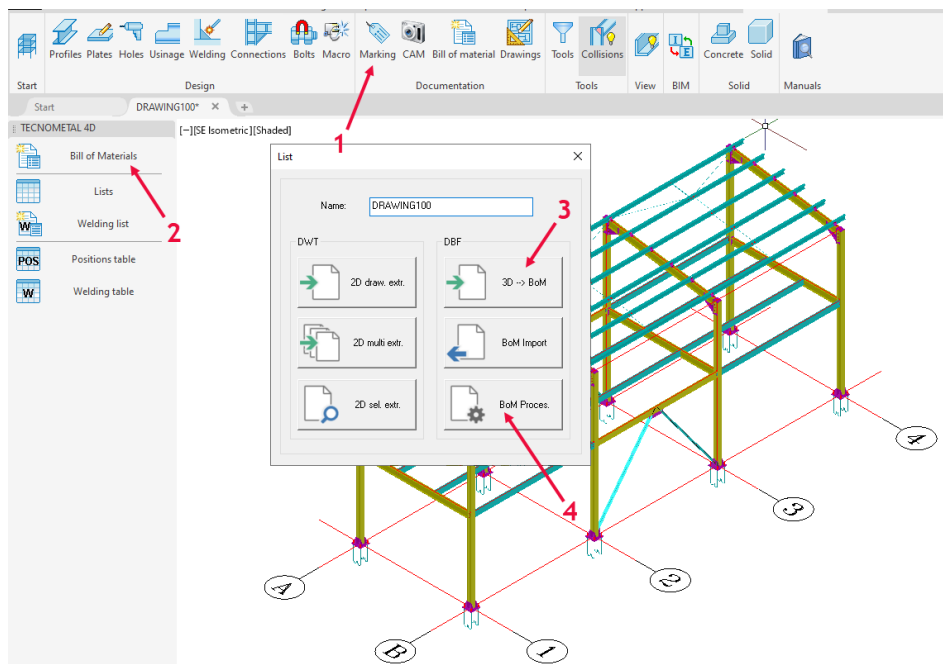 Profiles Plates Holes Usinage Welding Connections Bolts Macro Marking CAM Bill of material Drawings Tools Collisions Concrete Solid
Start Design Documentation Tools View BIM Solid Manuals
Start DRAWING100* × +
TECNOMETAL 4D
[−][SE Isometric][Shaded]
Bill of Materials
Lists
Welding list
POS Positions table
W Welding table
1
2
List ×
Name: DRAWING100
3
DWT DBF
2D draw. extr. 3D --> BoM
2D multi extr. BoM Import
2D sel. extr. BoM Proces.
4
4
3
2
A
1
B